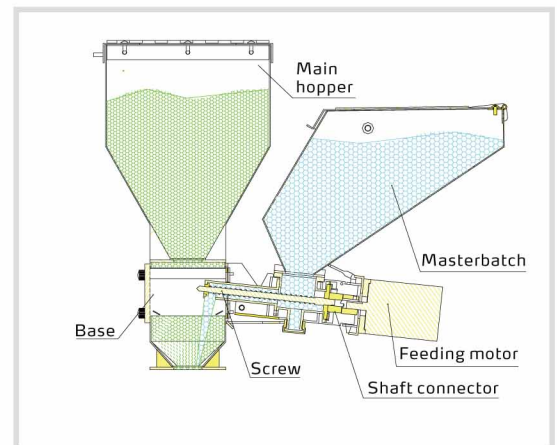 Main
hopper
Masterbatch
Base
Screw
Feeding motor
Shaft connector